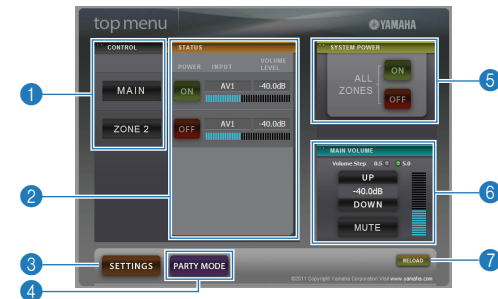 top menu
YAMAHA
CONTROL
MAIN
ZONE 2
STATUS
POWER INPUT VOLUME LEVEL
ON AV1 -40.0dB
OFF AV1 -40.0dB
SYSTEM POWER
ALL ZONES
ON
OFF
MAIN VOLUME
Volume Step 0.5 5.0
UP
-40.0dB
DOWN
MUTE
SETTINGS
PARTY MODE
RELOAD
©2011 Copyright Yamaha Corporation Visit www.yamaha.com
1
2
3
4
5
6
7